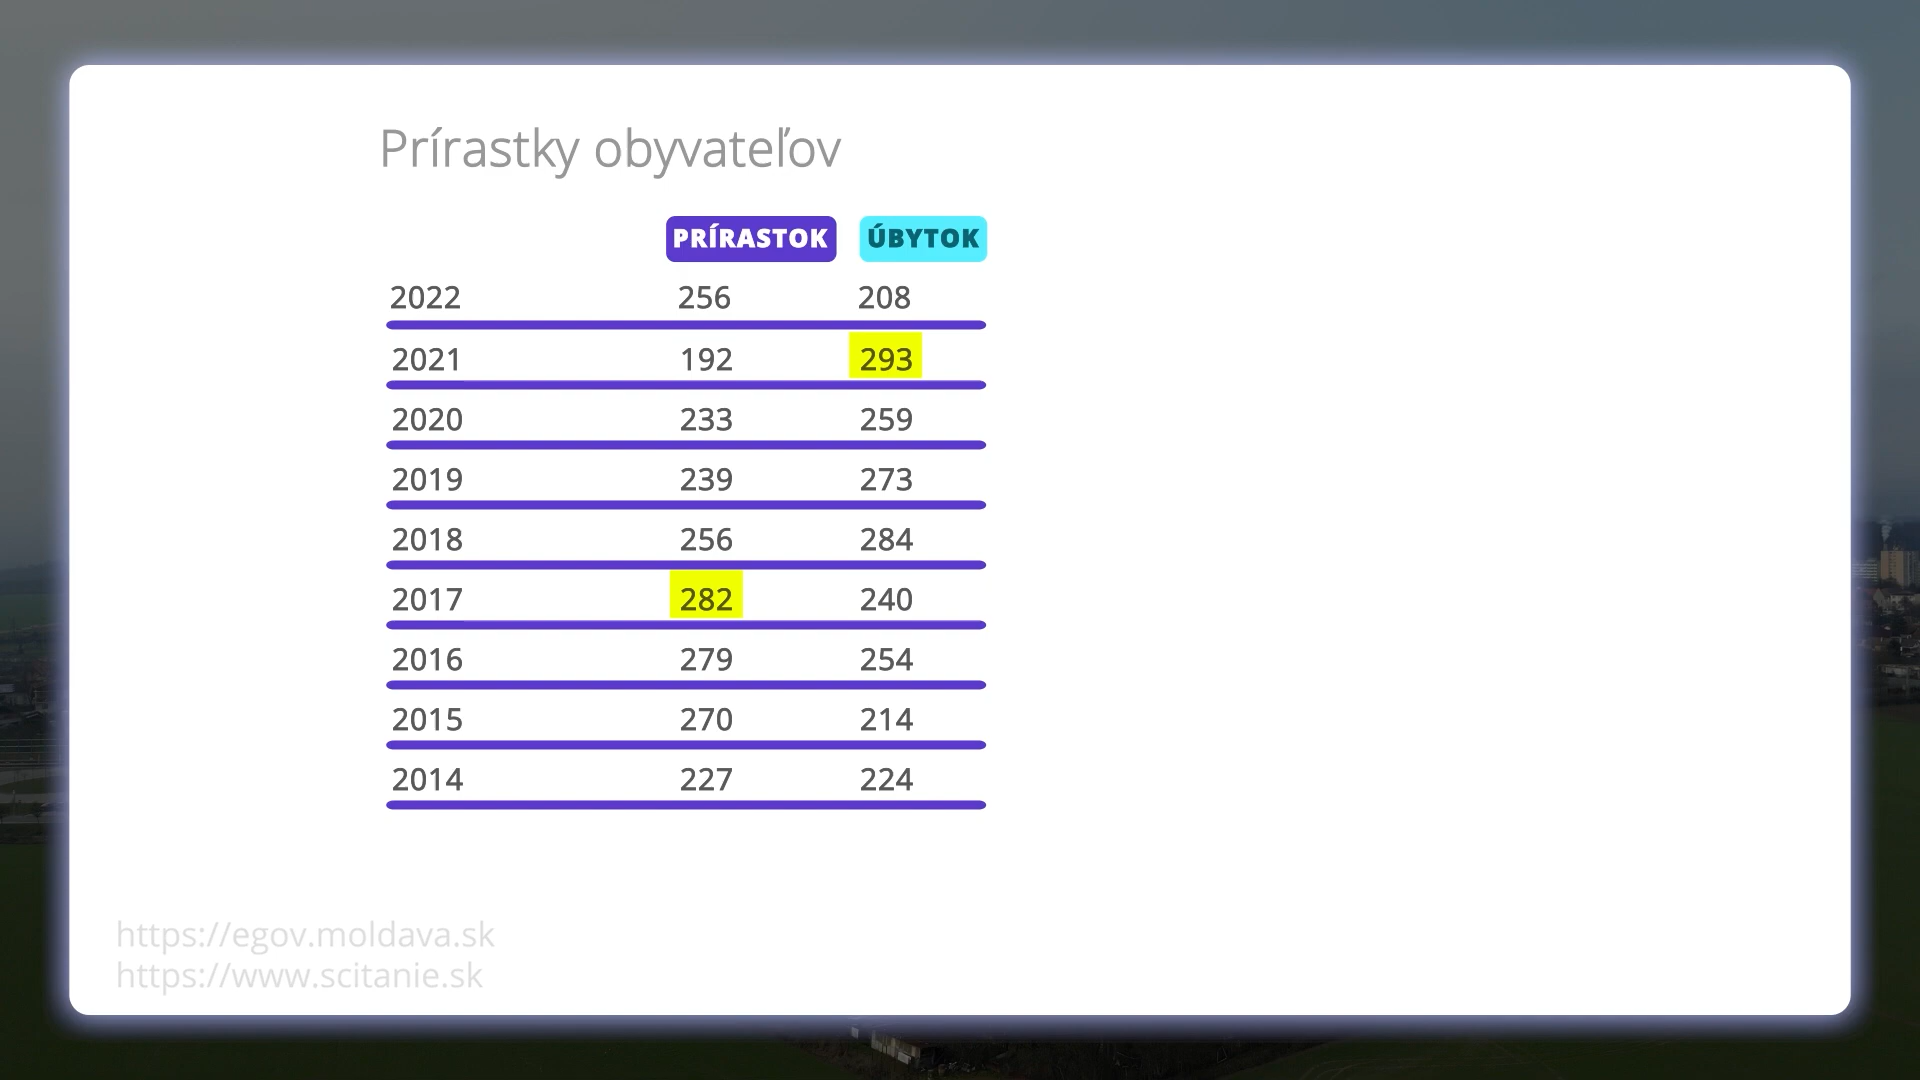 Prírastky obyvateľov
PRÍRASTOK ÚBYTOK
2022 256 208
2021 192 293
2020 233 259
2019 239 273
2018 256 284
2017 282 240
2016 279 254
2015 270 214
2014 227 224
https://egov.moldava.sk
https://www.scitanie.sk